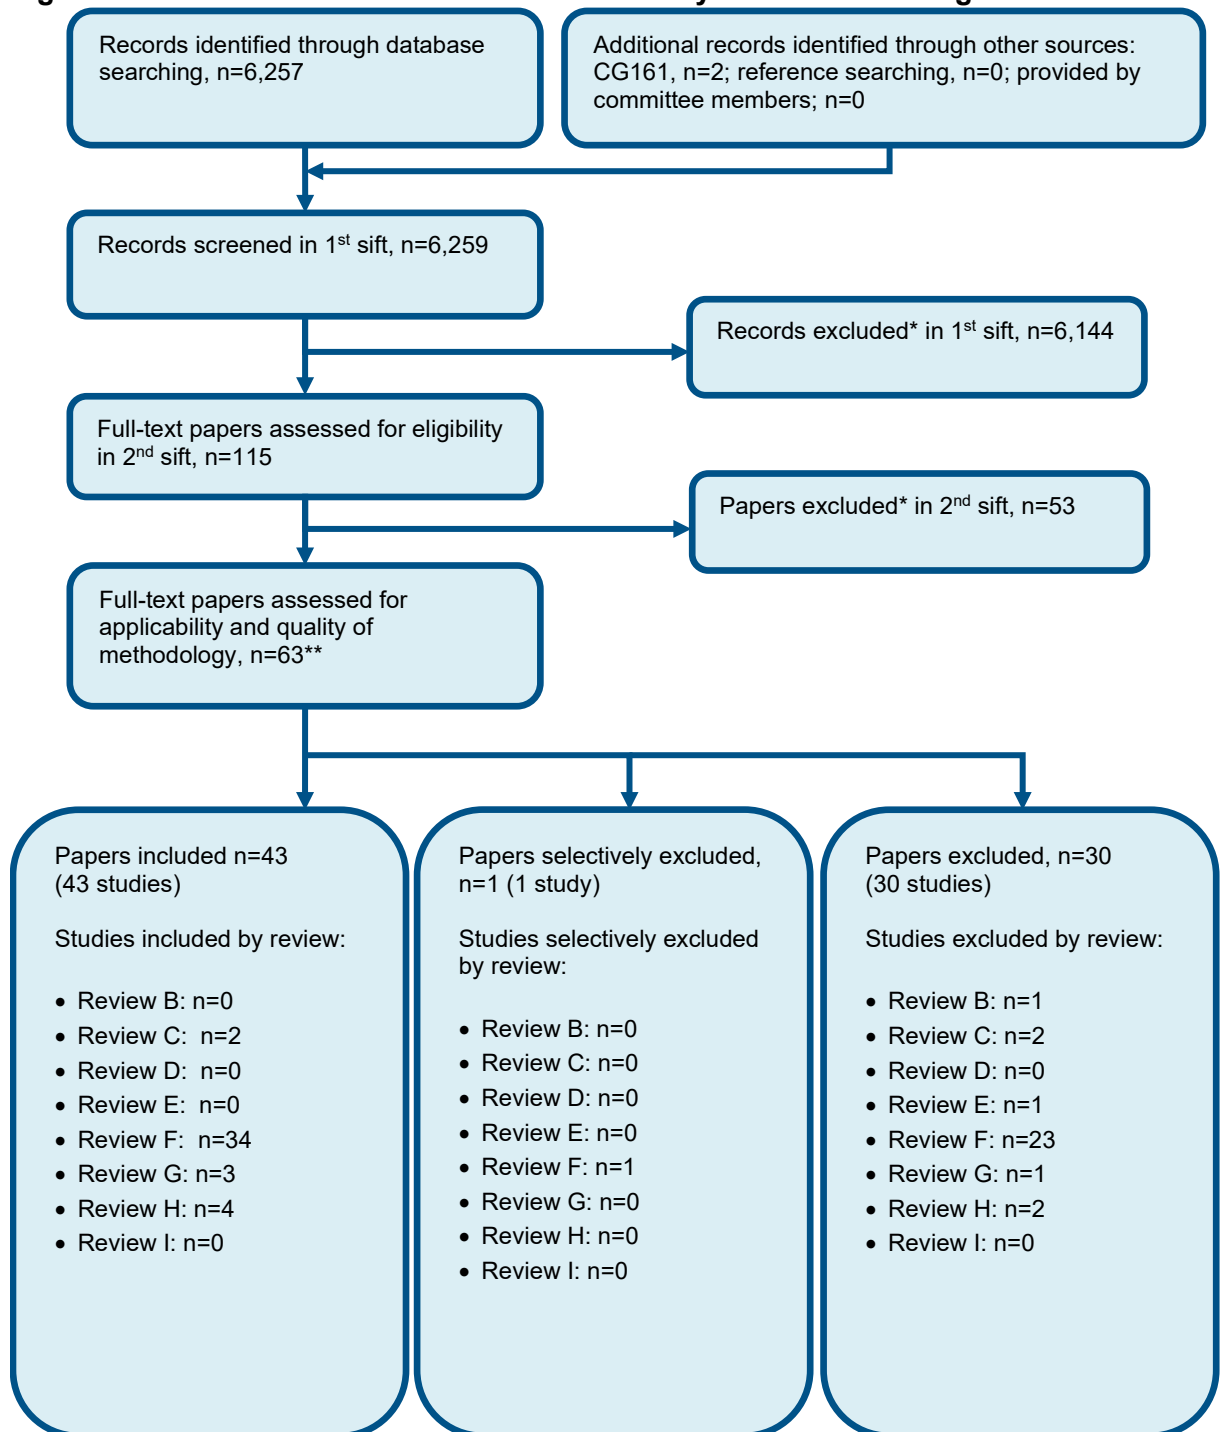 Records identified through database
searching, n=6,257
Additional records identified through other sources:
CG161, n=2; reference searching, n=0; provided by
committee members; n=0
Records screened in 1st sift, n=6,259
Records excluded* in 1st sift, n=6,144
Full-text papers assessed for eligibility
in 2nd sift, n=115
Papers excluded* in 2nd sift, n=53
Full-text papers assessed for
applicability and quality of
methodology, n=63**
Papers included n=43
(43 studies)
Studies included by review:
• Review B: n=0
• Review C:  n=2
• Review D:  n=0
• Review E:  n=0
• Review F:  n=34
• Review G: n=3
• Review H: n=4
• Review I: n=0
Papers selectively excluded,
n=1 (1 study)
Studies selectively excluded
by review:
• Review B: n=0
• Review C: n=0
• Review D: n=0
• Review E: n=0
• Review F: n=1
• Review G: n=0
• Review H: n=0
• Review I: n=0
Papers excluded, n=30
(30 studies)
Studies excluded by review:
• Review B: n=1
• Review C: n=2
• Review D: n=0
• Review E: n=1
• Review F: n=23
• Review G: n=1
• Review H: n=2
• Review I: n=0